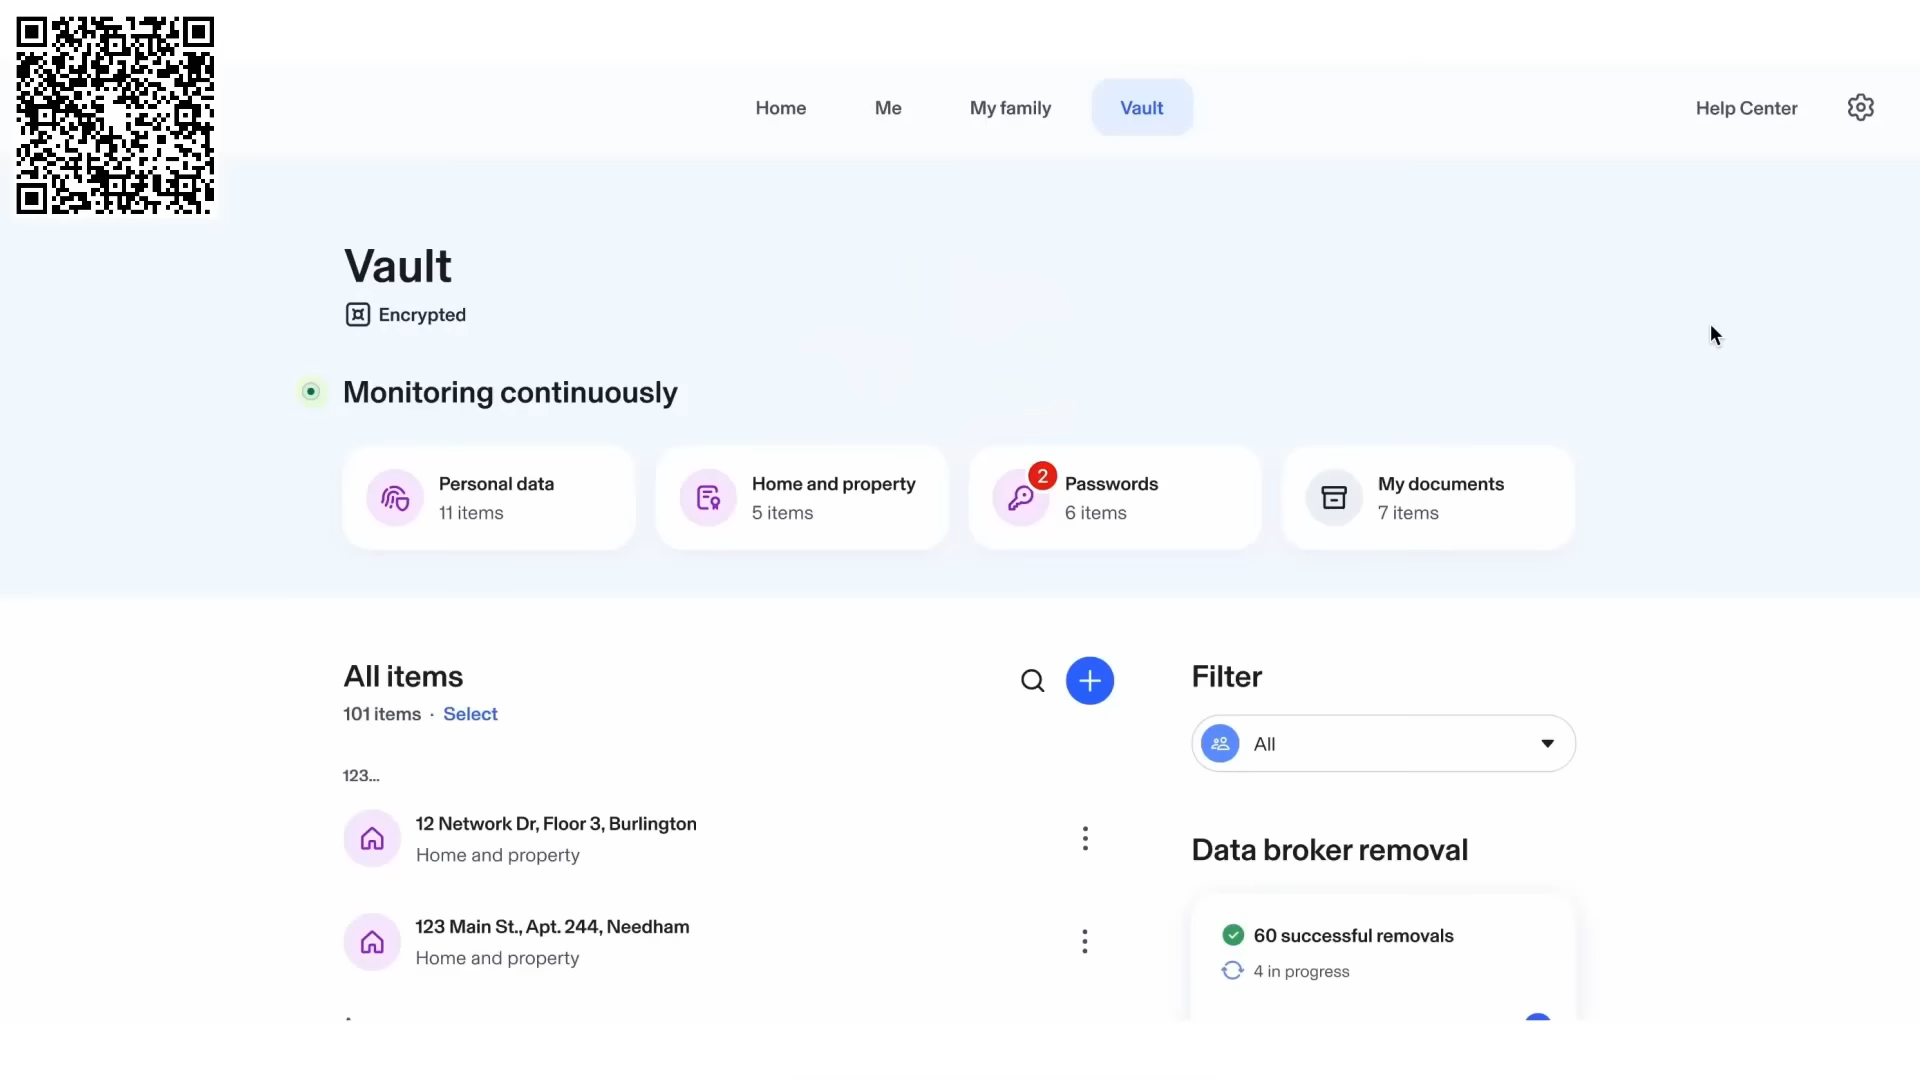 Home
Me
My family
Vault
Help Center
Vault
Encrypted
Monitoring continuously
Personal data
11 items
Home and property
5 items
2
Passwords
6 items
My documents
7 items
All items
101 items · Select
123...
12 Network Dr, Floor 3, Burlington
Home and property
123 Main St., Apt. 244, Needham
Home and property
Filter
All
Data broker removal
60 successful removals
4 in progress